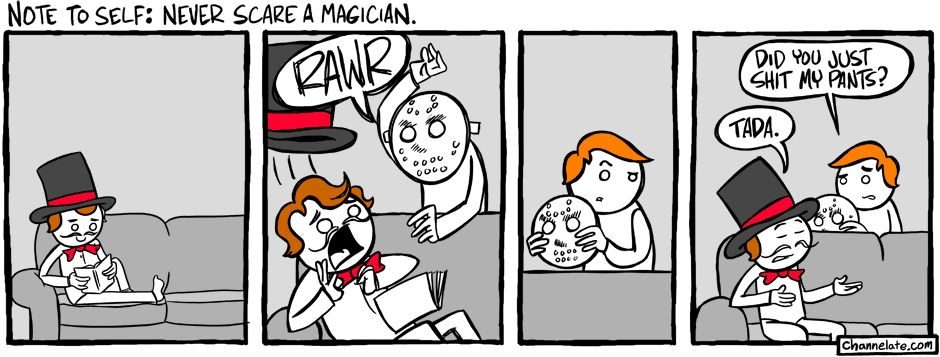 NOTE TO SELF: NEVER SCARE A MAGICIAN.
RAWR
DID YOU JUST
SHIT MY PANTS?
TADA.
Channelate.com